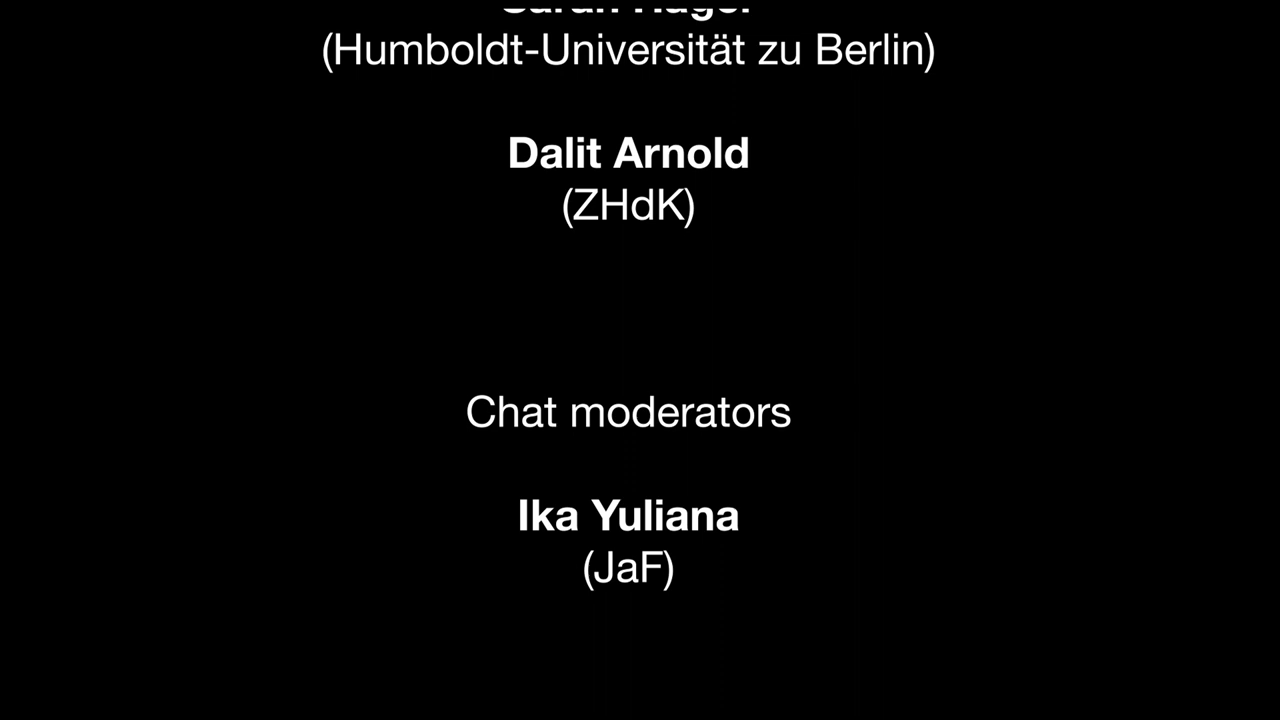 (Humboldt-Universität zu Berlin)
Dalit Arnold
(ZHdK)
Chat moderators
Ika Yuliana
(JaF)